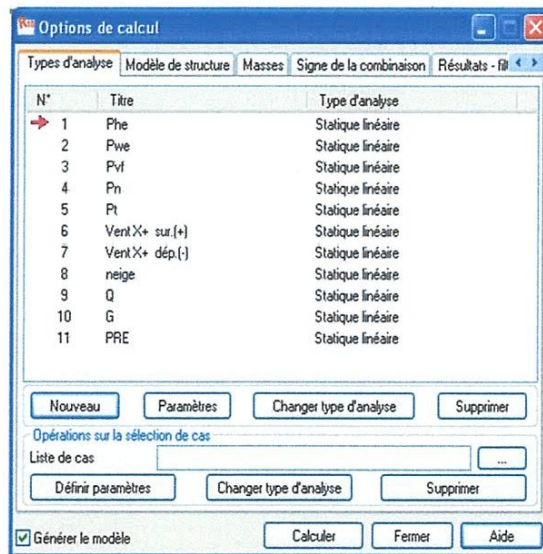 Options de calcul
Types d'analyse Modèle de structure Masses Signe de la combinaison Résultats - fil
N° Titre Type d'analyse
1 Phe Statique linéaire
2 Pwe Statique linéaire
3 Pvf Statique linéaire
4 Pn Statique linéaire
5 Pt Statique linéaire
6 Vent X+ sur.(+) Statique linéaire
7 Vent X+ dép.(-) Statique linéaire
8 neige Statique linéaire
9 Q Statique linéaire
10 G Statique linéaire
11 PRE Statique linéaire
Nouveau Paramètres Changer type d'analyse Supprimer
Opérations sur la sélection de cas
Liste de cas ...
Définir paramètres Changer type d'analyse Supprimer
Générer le modèle Calculer Fermer Aide